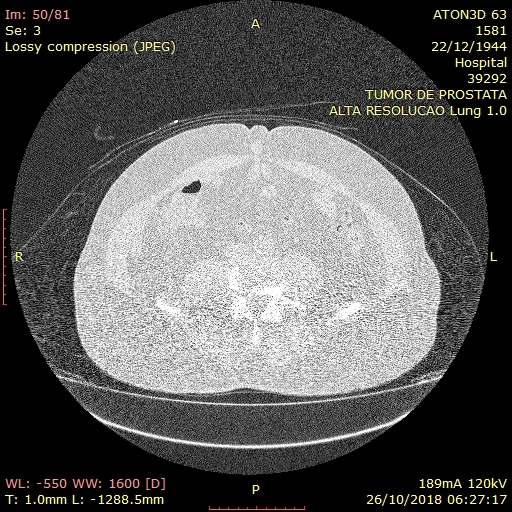 Im: 50/81
Se: 3
Lossy compression (JPEG)
A
ATON3D 63
1581
22/12/1944
Hospital
39292
TUMOR DE PROSTATA
ALTA RESOLUCAO Lung 1.0
R
L
WL: -550 WW: 1600 [D]
T: 1.0mm L: -1288.5mm
P
189mA 120kV
26/10/2018 06:27:17